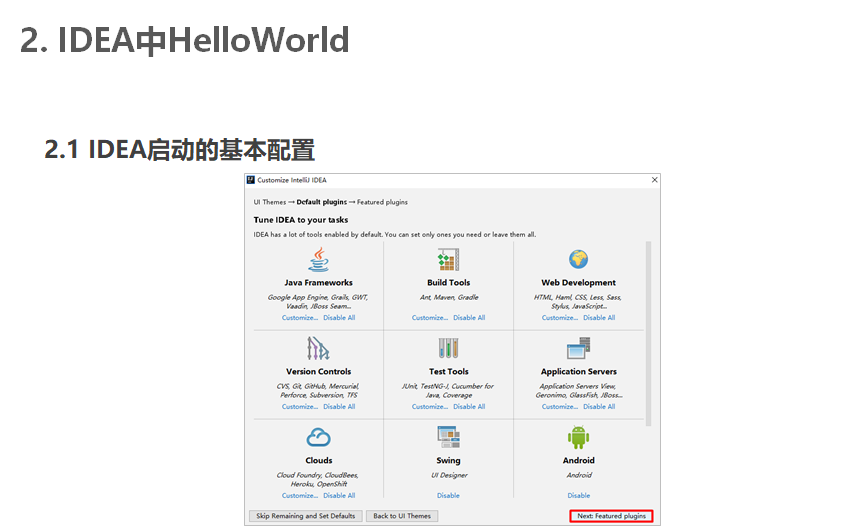 2. IDEA中HelloWorld
2.1 IDEA启动的基本配置
Customize IntelliJ IDEA
UI Themes → Default plugins → Featured plugins
Tune IDEA to your tasks
IDEA has a lot of tools enabled by default. You can set only ones you need or leave them all.
Java Frameworks
Google App Engine, Grails, GWT,
Vaadin, JBoss Seam...
Customize... Disable All
Build Tools
Ant, Maven, Gradle
Customize... Disable All
Web Development
HTML, Haml, CSS, Less, Sass,
Stylus, JavaScript...
Customize... Disable All
Version Controls
CVS, Git, GitHub, Mercurial,
Perforce, Subversion, TFS
Customize... Disable All
Test Tools
JUnit, TestNG-J, Cucumber for
Java, Coverage
Customize... Disable All
Application Servers
Application Servers View,
Geronimo, GlassFish, JBoss...
Customize... Disable All
Clouds
Cloud Foundry, CloudBees,
Heroku, OpenShift
Customize... Disable All
Swing
UI Designer
Disable
Android
Android
Disable
Skip Remaining and Set Defaults
Back to UI Themes
Next: Featured plugins